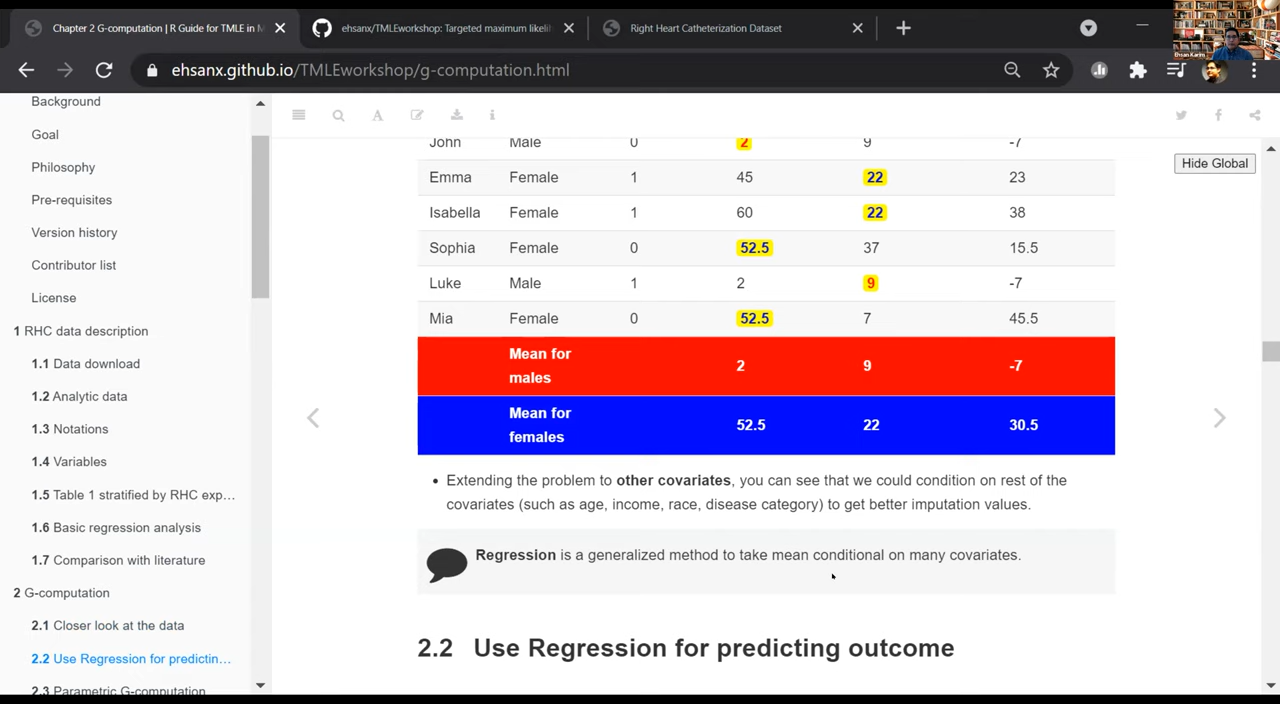 Chapter 2 G-computation | R Guide for TMLE in M
ehsanx/TMLEworkshop: Targeted maximum likeli
Right Heart Catheterization Dataset
Ehsan Karim
ehsanx.github.io/TMLEworkshop/g-computation.html
Background
Goal
Philosophy
Pre-requisites
Version history
Contributor list
License
1 RHC data description
1.1 Data download
1.2 Analytic data
1.3 Notations
1.4 Variables
1.5 Table 1 stratified by RHC exp...
1.6 Basic regression analysis
1.7 Comparison with literature
2 G-computation
2.1 Closer look at the data
2.2 Use Regression for predictin...
2.3 Parametric G-computation
Hide Global
John Male 0 2 9 -7
Emma Female 1 45 22 23
Isabella Female 1 60 22 38
Sophia Female 0 52.5 37 15.5
Luke Male 1 2 9 -7
Mia Female 0 52.5 7 45.5
Mean for
males 2 9 -7
Mean for
females 52.5 22 30.5
• Extending the problem to other covariates, you can see that we could condition on rest of the
covariates (such as age, income, race, disease category) to get better imputation values.
Regression is a generalized method to take mean conditional on many covariates.
2.2 Use Regression for predicting outcome